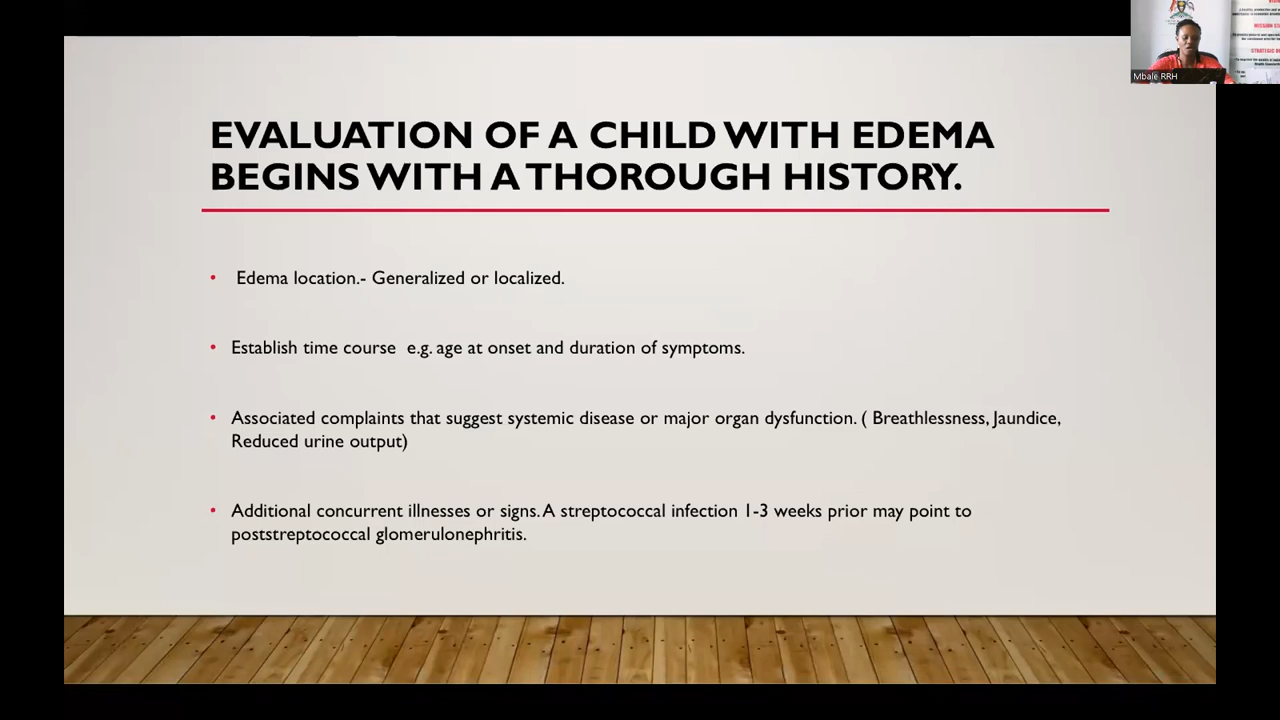 Mbale RRH
EVALUATION OF A CHILD WITH EDEMA
BEGINS WITH A THOROUGH HISTORY.
• Edema location.- Generalized or localized.
• Establish time course e.g. age at onset and duration of symptoms.
• Associated complaints that suggest systemic disease or major organ dysfunction. ( Breathlessness, Jaundice,
Reduced urine output)
• Additional concurrent illnesses or signs. A streptococcal infection 1-3 weeks prior may point to
poststreptococcal glomerulonephritis.